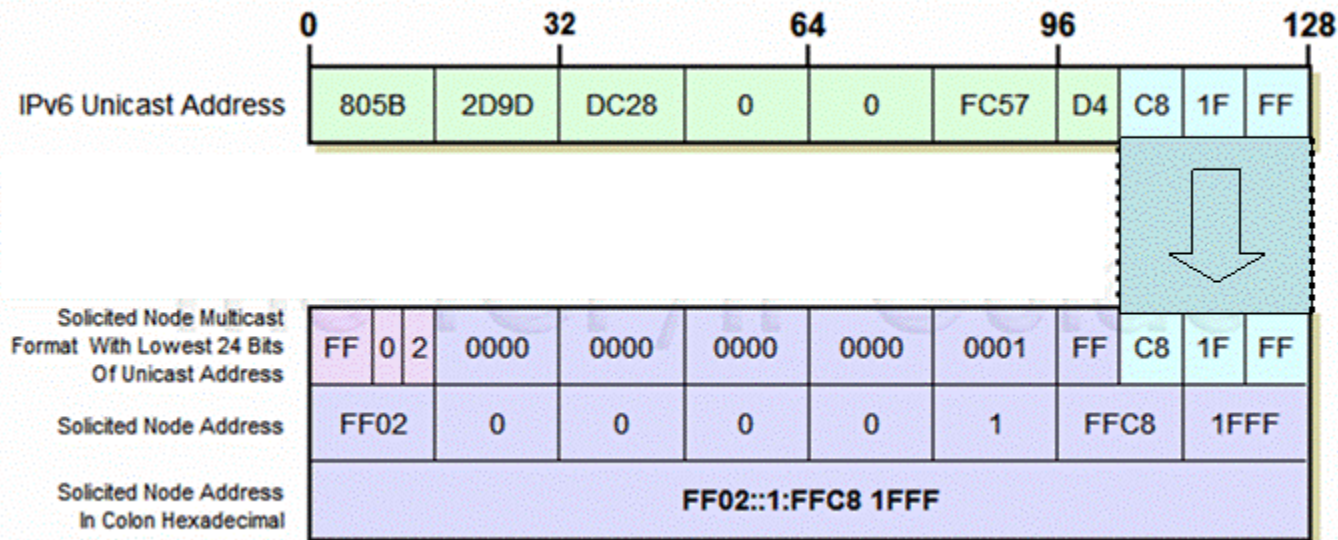 0 32 64 96 128
IPv6 Unicast Address 805B 2D9D DC28 0 0 FC57 D4 C8 1F FF
Solicited Node Multicast
Format With Lowest 24 Bits
Of Unicast Address
FF 0 2 0000 0000 0000 0000 0001 FF C8 1F FF
Solicited Node Address FF02 0 0 0 0 1 FFC8 1FFF
Solicited Node Address
In Colon Hexadecimal
FF02::1:FFC8 1FFF